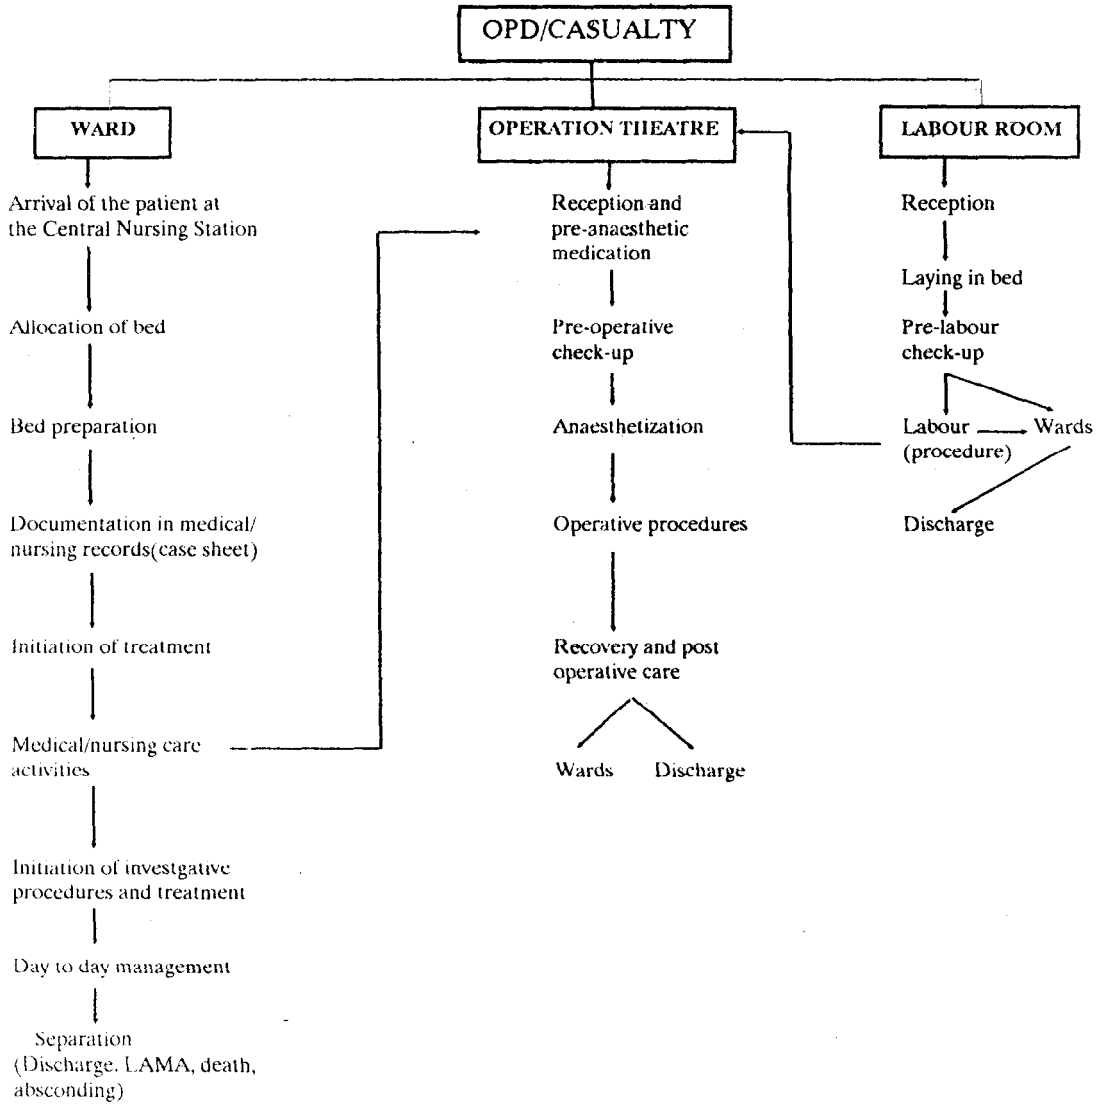 OPD/CASUALTY
WARD
Arrival of the patient at
the Central Nursing Station
Allocation of bed
Bed preparation
Documentation in medical/
nursing records(case sheet)
Initiation of treatment
Medical/nursing care
activities
Initiation of investgative
procedures and treatment
Day to day management
Separation
(Discharge. LAMA, death,
absconding)
OPERATION THEATRE
Reception and
pre-anaesthetic
medication
Pre-operative
check-up
Anaesthetization
Operative procedures
Recovery and post
operative care
Wards
Discharge
LABOUR ROOM
Reception
Laying in bed
Pre-labour
check-up
Labour
(procedure)
Wards
Discharge